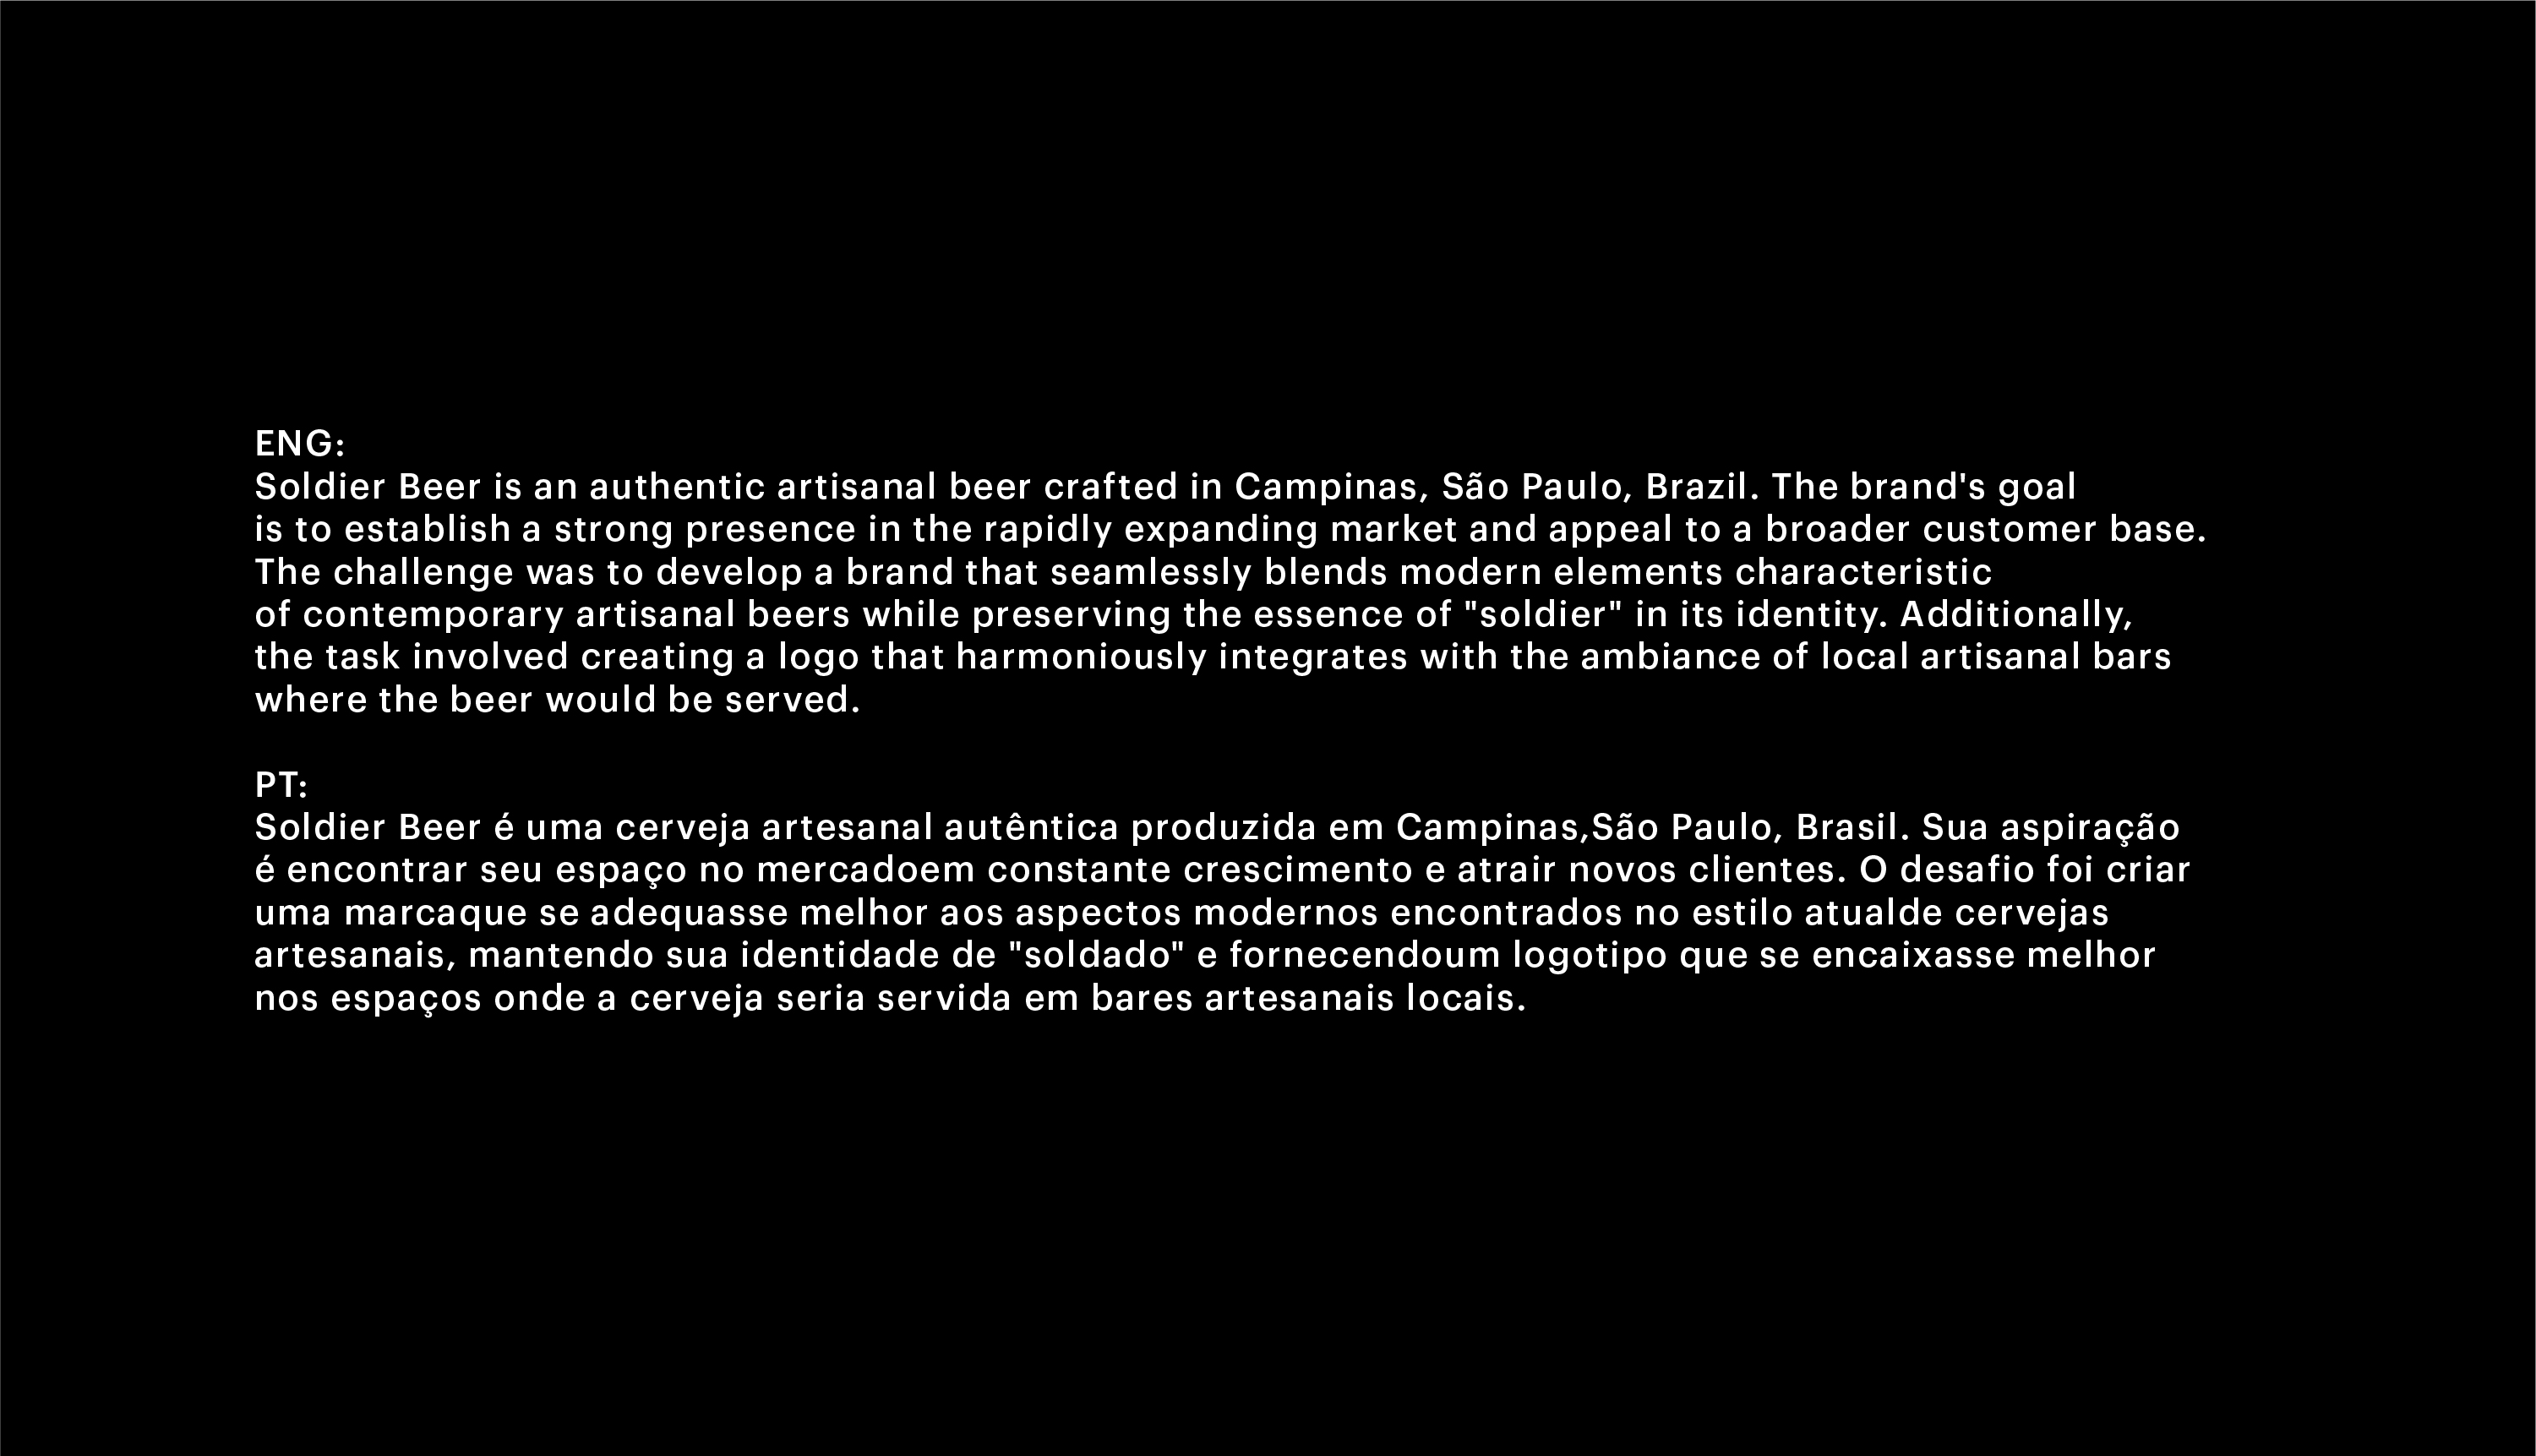 ENG:
Soldier Beer is an authentic artisanal beer crafted in Campinas, São Paulo, Brazil. The brand's goal
is to establish a strong presence in the rapidly expanding market and appeal to a broader customer base.
The challenge was to develop a brand that seamlessly blends modern elements characteristic
of contemporary artisanal beers while preserving the essence of "soldier" in its identity. Additionally,
the task involved creating a logo that harmoniously integrates with the ambiance of local artisanal bars
where the beer would be served.
PT:
Soldier Beer é uma cerveja artesanal autêntica produzida em Campinas,São Paulo, Brasil. Sua aspiração
é encontrar seu espaço no mercadoem constante crescimento e atrair novos clientes. O desafio foi criar
uma marcaque se adequasse melhor aos aspectos modernos encontrados no estilo atualde cervejas
artesanais, mantendo sua identidade de "soldado" e fornecendoum logotipo que se encaixasse melhor
nos espaços onde a cerveja seria servida em bares artesanais locais.